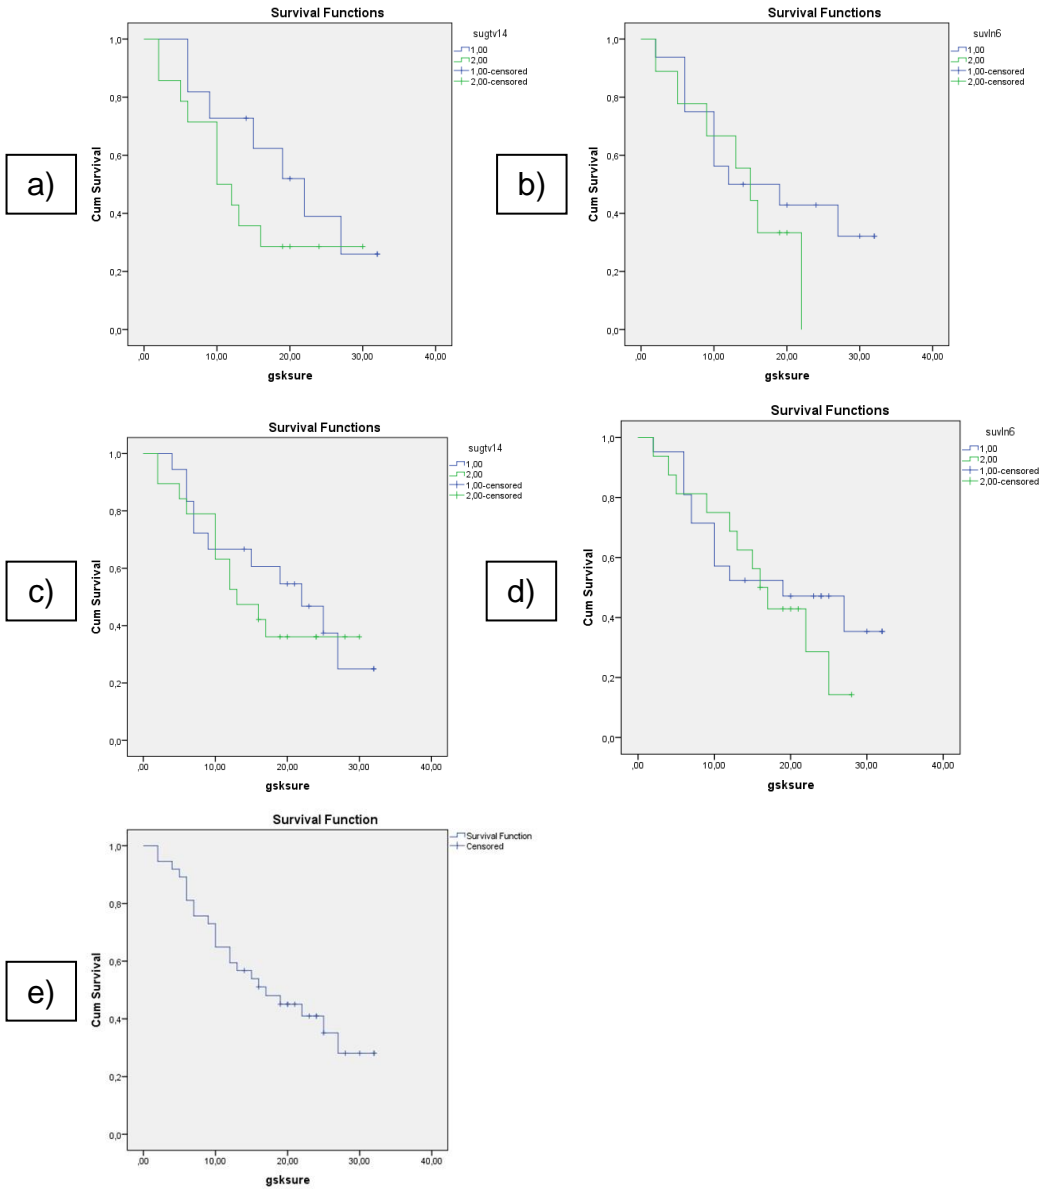 a)
Survival Functions
sugtv14
1,00
2,00
1,00-censored
2,00-censored
Cum Survival
1,0
0,8
0,6
0,4
0,2
0,0
,00 10,00 20,00 30,00 40,00
gsksure
b)
Survival Functions
suvln6
1,00
2,00
1,00-censored
2,00-censored
Cum Survival
1,0
0,8
0,6
0,4
0,2
0,0
,00 10,00 20,00 30,00 40,00
gsksure
c)
Survival Functions
sugtv14
1,00
2,00
1,00-censored
2,00-censored
Cum Survival
1,0
0,8
0,6
0,4
0,2
0,0
,00 10,00 20,00 30,00 40,00
gsksure
d)
Survival Functions
suvln6
1,00
2,00
1,00-censored
2,00-censored
Cum Survival
1,0
0,8
0,6
0,4
0,2
0,0
,00 10,00 20,00 30,00 40,00
gsksure
e)
Survival Function
Survival Function
Censored
Cum Survival
1,0
0,8
0,6
0,4
0,2
0,0
,00 10,00 20,00 30,00 40,00
gsksure